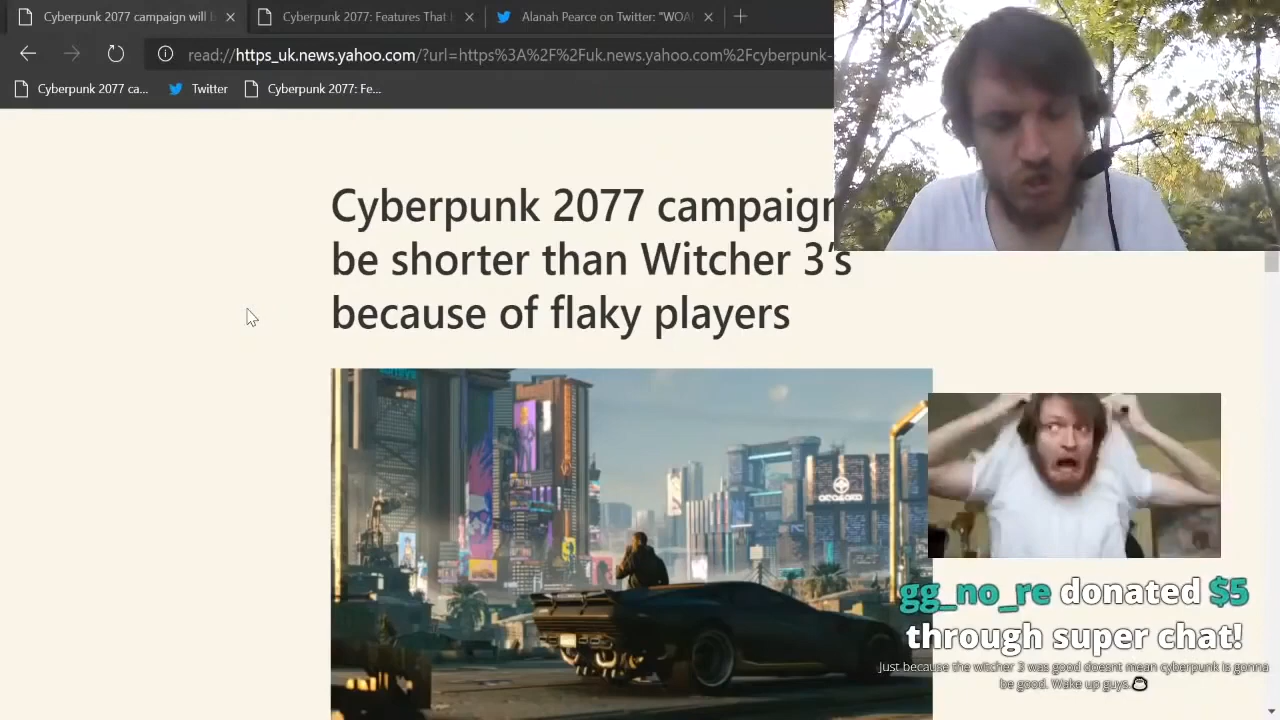 Cyberpunk 2077 campaign will
Cyberpunk 2077: Features That
Alanah Pearce on Twitter: "WOA
read://https_uk.news.yahoo.com/?url=https%3A%2F%2Fuk.news.yahoo.com%2Fcyberpunk-
Cyberpunk 2077 ca...
Twitter
Cyberpunk 2077: Fe...
Cyberpunk 2077 campaign
be shorter than Witcher 3's
because of flaky players
gg_no_re donated $5
through super chat!
Just because the witcher 3 was good doesnt mean cyberpunk is gonna
be good. Wake up guys.